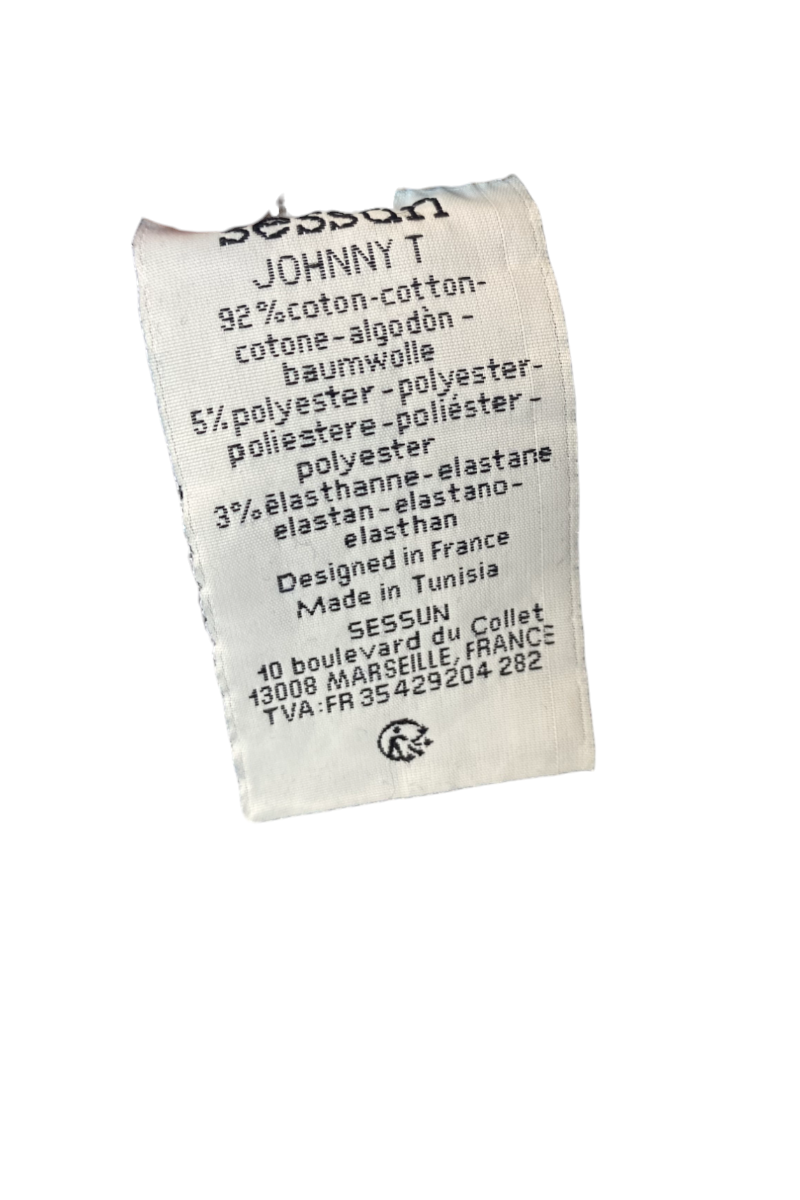 sessun
JOHNNY T
92%coton-cotton-
cotone-algodòn-
baumwolle
5%polyester-polyester-
poliestere-poliéster-
polyester
3%élasthanne-elastane
elastan-elastano-
elasthan
Designed in France
Made in Tunisia
SESSUN
10 boulevard du Collet
13008 MARSEILLE, FRANCE
TVA:FR 35429204 282